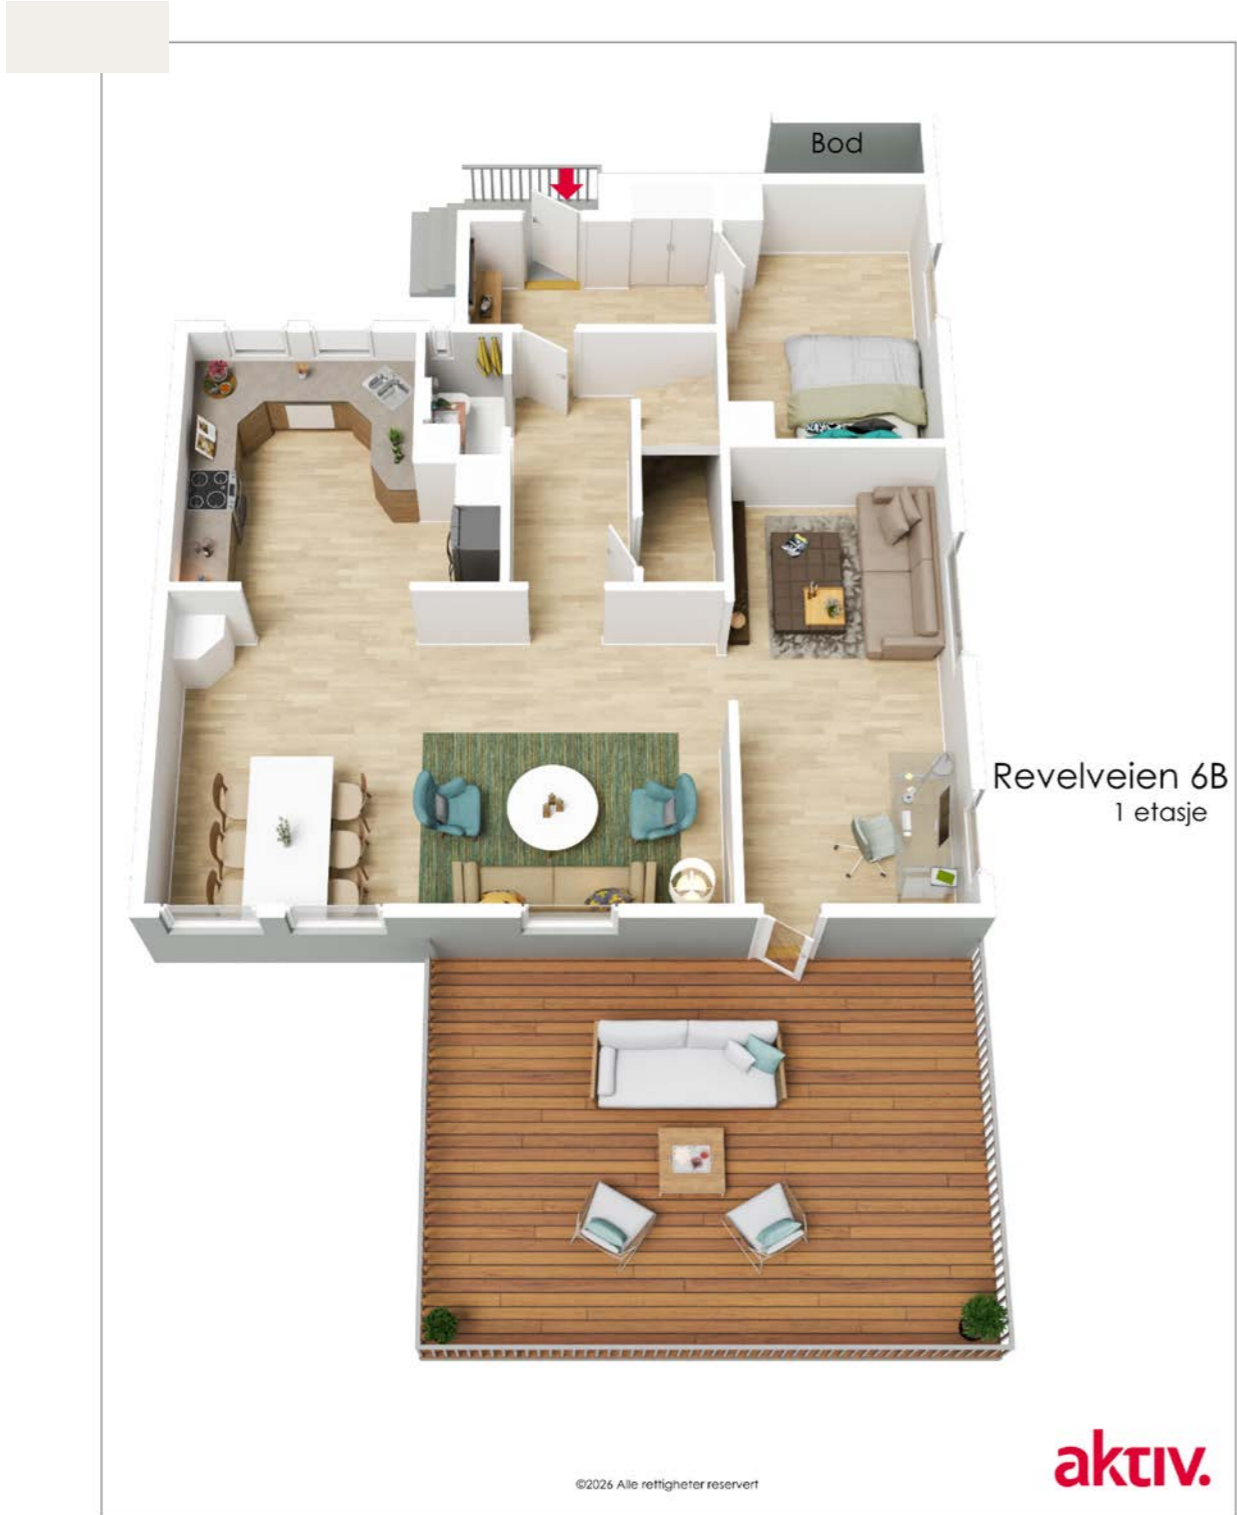 Bod
Revelveien 6B
1 etasje
©2026 Alle rettigheter reservert
aktiv.